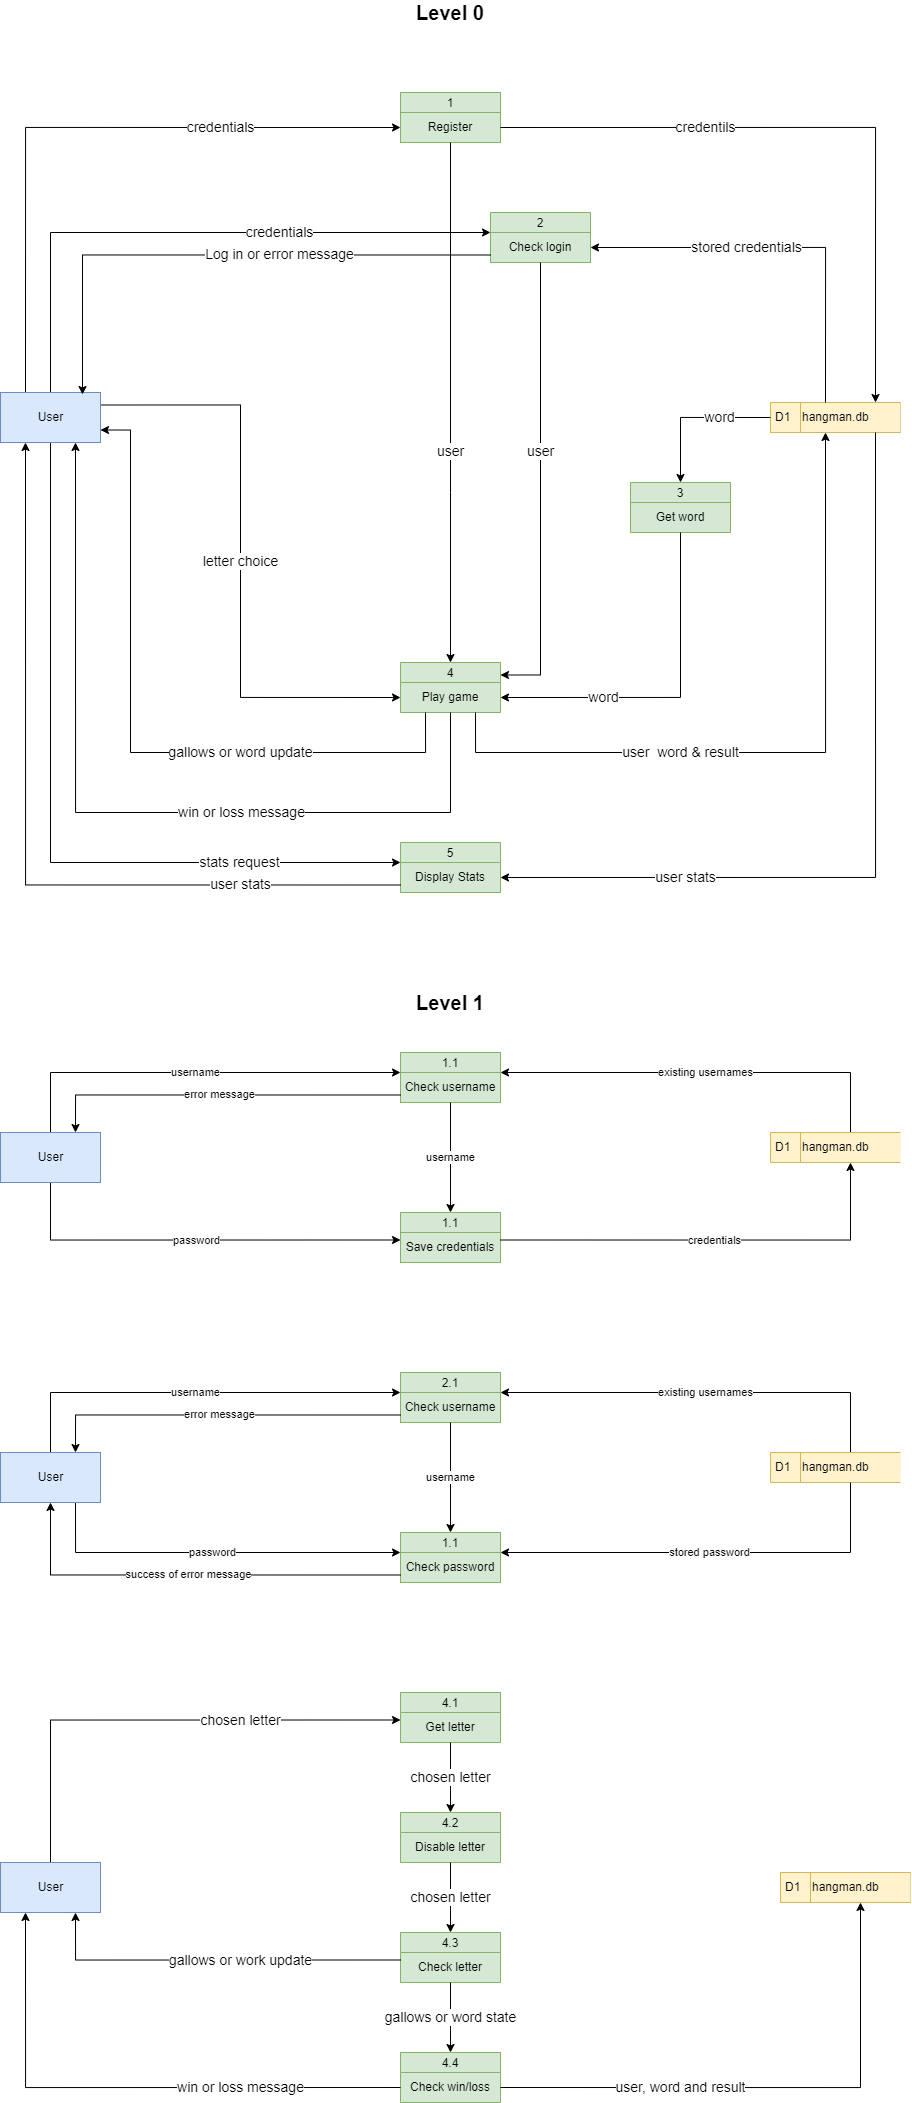 Level 0
1
credentials
Register
credentils
2
credentials
Check login
stored credentials
Log in or error message
User
word
D1
hangman.db
user
user
3
Get word
letter choice
4
Play game
word
gallows or word update
user  word & result
win or loss message
5
stats request
Display Stats
user stats
user stats
Level 1
1.1
username
existing usernames
Check username
error message
User
username
D1
hangman.db
1.1
password
Save credentials
credentials
2.1
username
existing usernames
Check username
error message
User
username
D1
hangman.db
1.1
password
stored password
Check password
success of error message
4.1
chosen letter
Get letter
chosen letter
4.2
Disable letter
User
D1
hangman.db
chosen letter
4.3
gallows or work update
Check letter
gallows or word state
4.4
win or loss message
Check win/loss
user, word and result